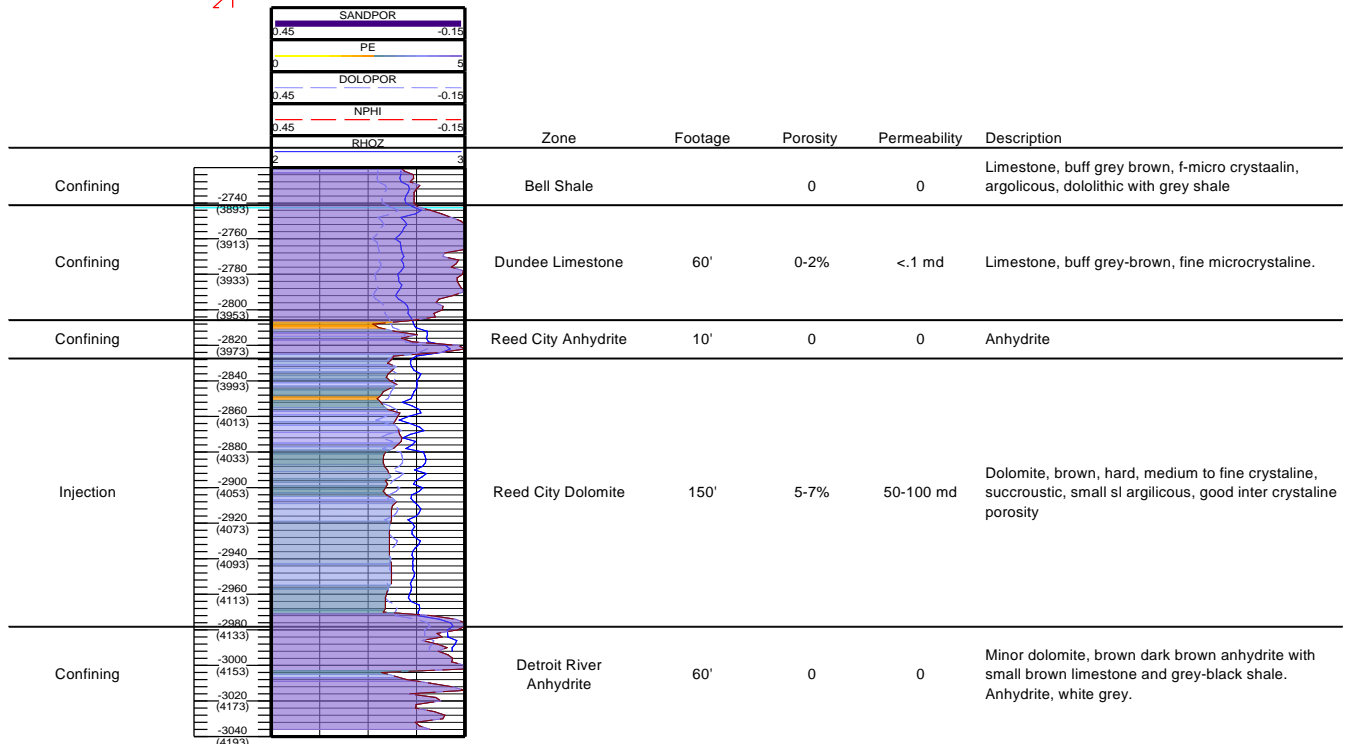 2
SANDPOR
0.45 -0.15
PE
0 5
DOLOPOR
0.45 -0.15
NPHI
0.45 -0.15
RHOZ
2 3
Zone Footage Porosity Permeability Description
Confining
Bell Shale 0 0
Limestone, buff grey brown, f-micro crystaalin,
argolicous, dololithic with grey shale
-2740
(3893)
-2760
(3913)
Confining
Dundee Limestone 60' 0-2% <.1 md Limestone, buff grey-brown, fine microcrystaline.
-2780
(3933)
-2800
(3953)
Confining
Reed City Anhydrite 10' 0 0 Anhydrite
-2820
(3973)
-2840
(3993)
-2860
(4013)
-2880
(4033)
Injection
Reed City Dolomite 150' 5-7% 50-100 md
Dolomite, brown, hard, medium to fine crystaline,
succroustic, small sl argilicous, good inter crystaline
porosity
-2900
(4053)
-2920
(4073)
-2940
(4093)
-2960
(4113)
-2980
(4133)
Confining
Detroit River
Anhydrite
60' 0 0
Minor dolomite, brown dark brown anhydrite with
small brown limestone and grey-black shale.
Anhydrite, white grey.
-3000
(4153)
-3020
(4173)
-3040
(4193)